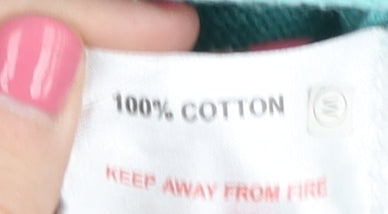 100% COTTON
W
KEEP AWAY FROM FIRE